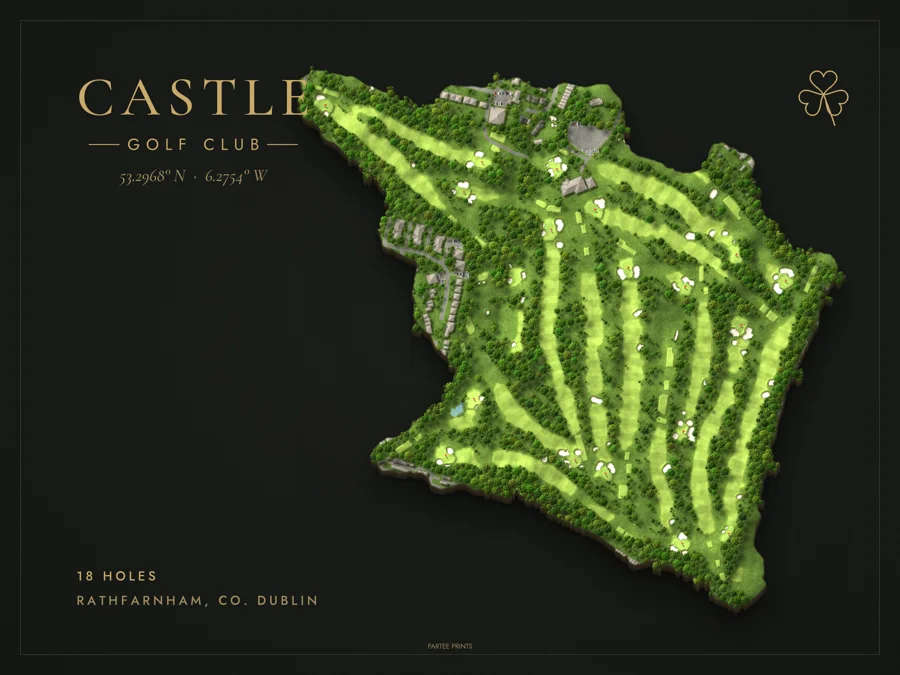 CASTLE
GOLF CLUB
53.2968° N · 6.2754° W
18 HOLES
RATHFARNHAM, CO. DUBLIN
PARTEE PRINTS